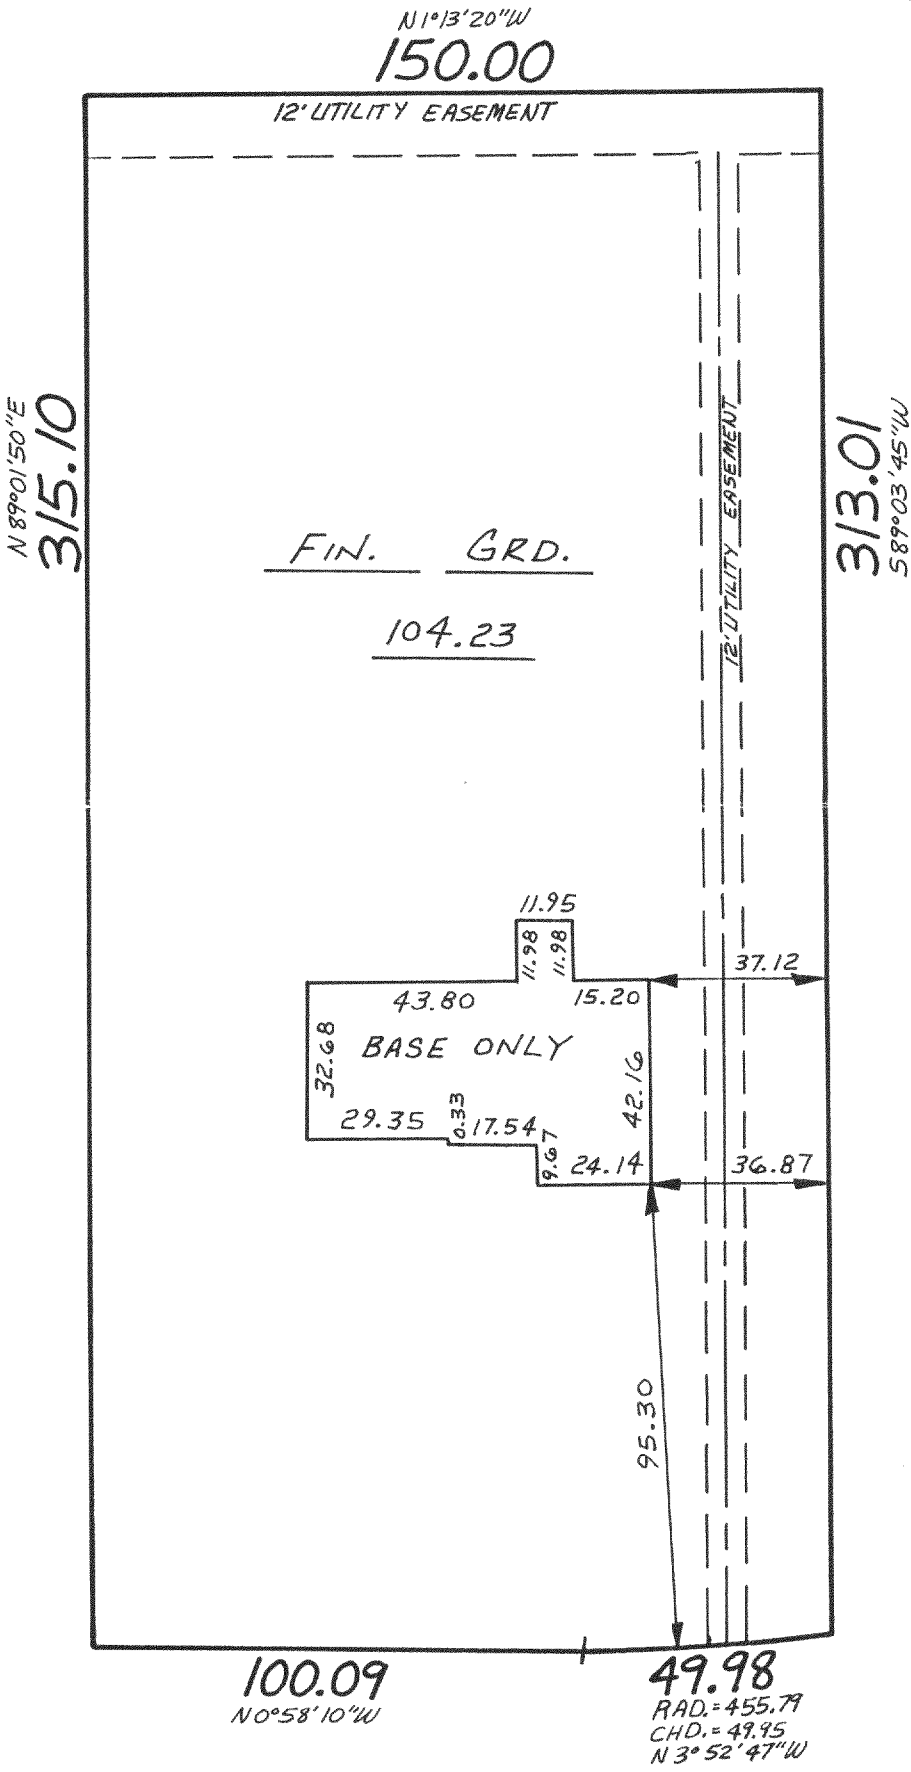 N1°13'20"W
150.00
12' UTILITY EASEMENT
N89°01'50"E
315.10
313.01
S89°03'45"W
12' UTILITY EASEMENT
FIN. GRD.
104.23
11.95
11.98
11.98
37.12
43.80
15.20
32.68
BASE ONLY
42.16
29.35
0.33
17.54
9.67
24.14
36.87
95.30
100.09
N0°58'10"W
49.98
RAD.=455.79
CHD.=49.95
N3°52'47"W